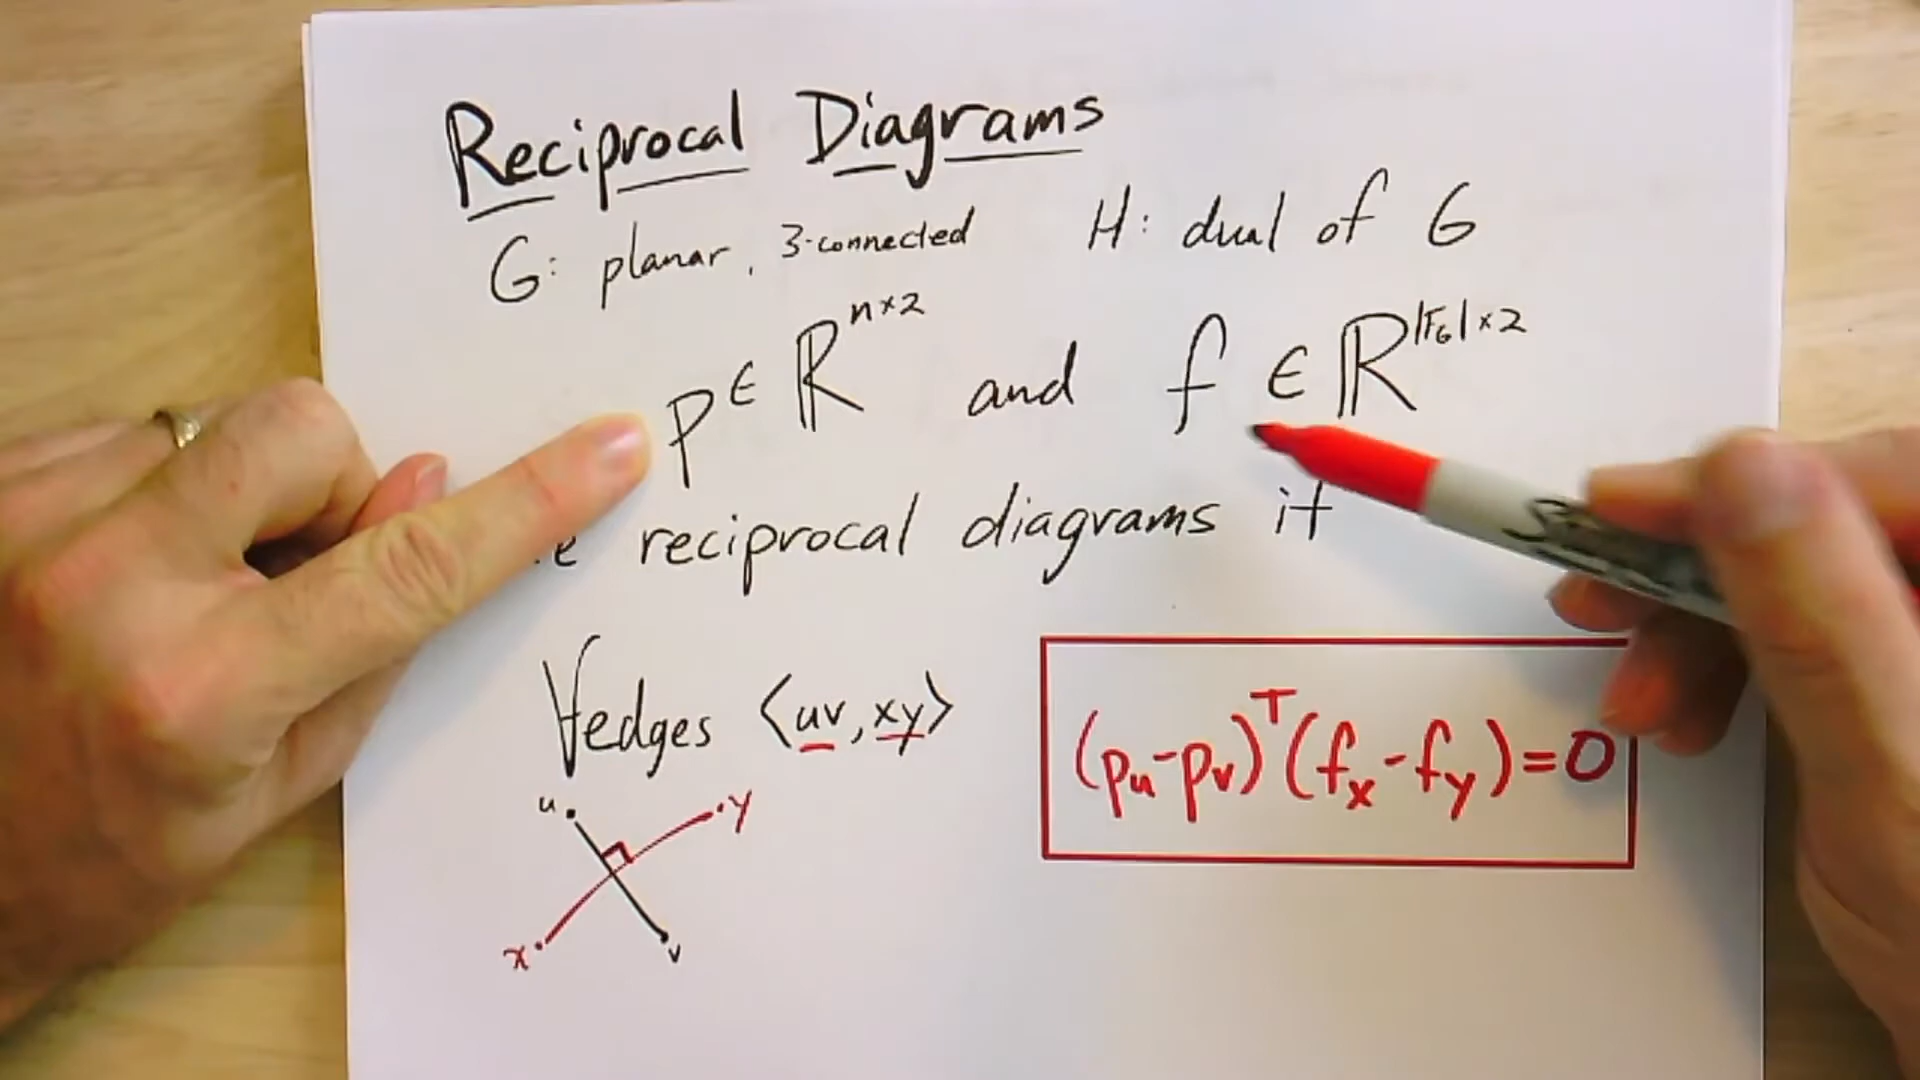 Reciprocal Diagrams
G: planar, 3-connected H: dual of G
p ∈ ℝ^{n×2} and f ∈ ℝ^{|F_G|×2}
reciprocal diagrams if
∀edges ⟨uv, xy⟩
(p_u-p_v)^T(f_x-f_y)=0
u y
x v